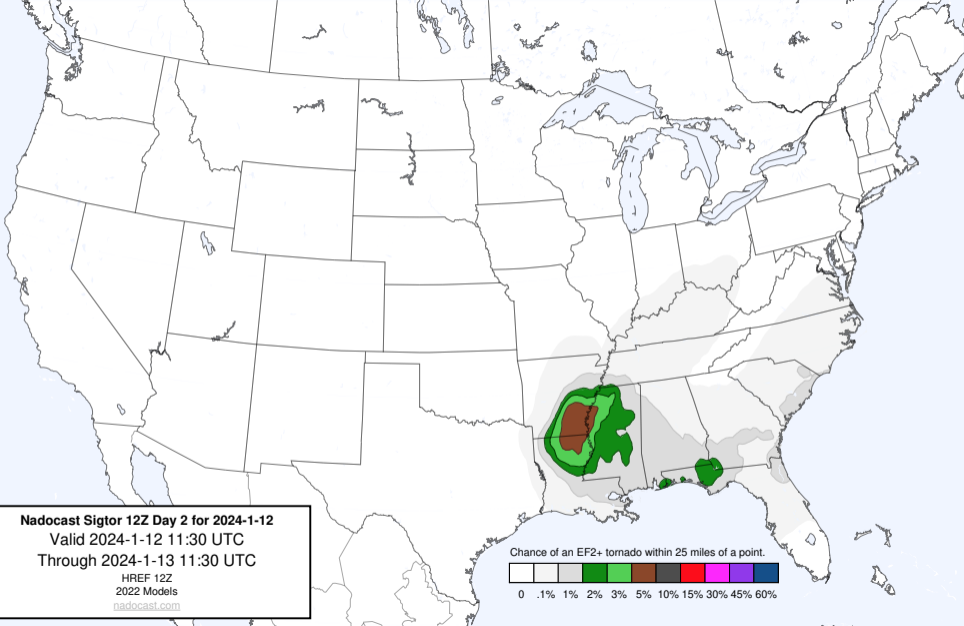 Nadocast Sigtor 12Z Day 2 for 2024-1-12
Valid 2024-1-12 11:30 UTC
Through 2024-1-13 11:30 UTC
HREF 12Z
2022 Models
nadocast.com
Chance of an EF2+ tornado within 25 miles of a point.
0 .1% 1% 2% 3% 5% 10% 15% 30% 45% 60%